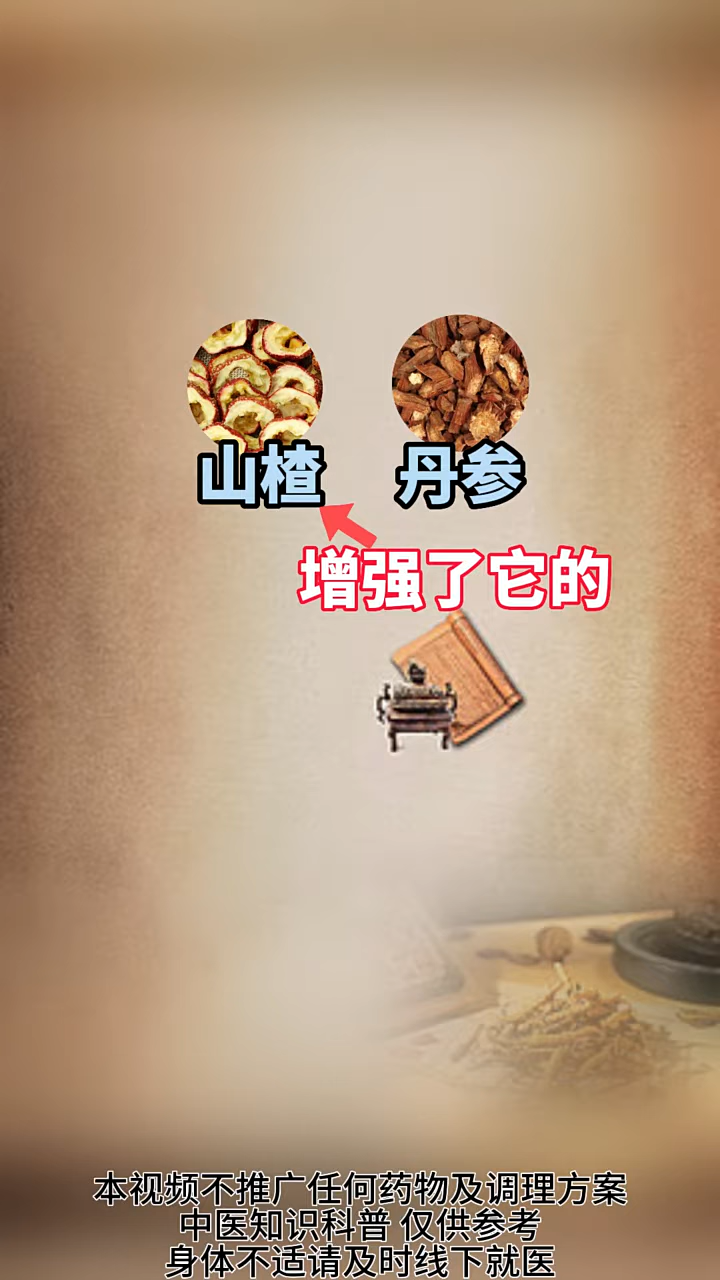 山楂 丹参
增强了它的
本视频不推广任何药物及调理方案
中医知识科普 仅供参考
身体不适请及时线下就医